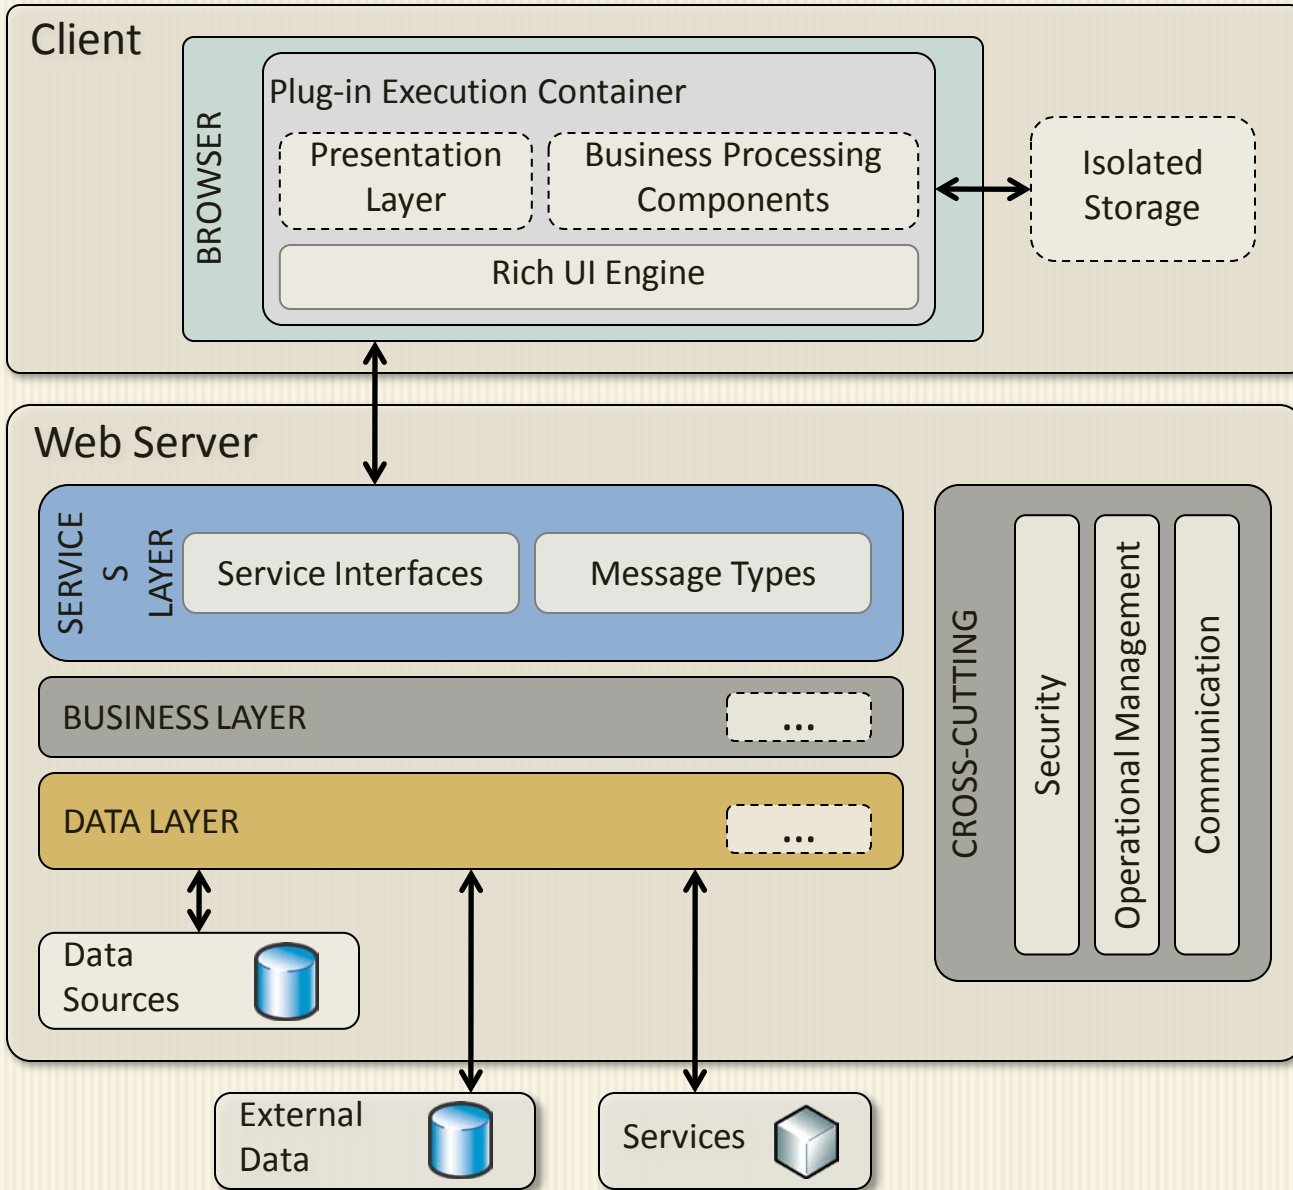 Client
BROWSER
Plug-in Execution Container
Presentation
Layer
Business Processing
Components
Rich UI Engine
Isolated
Storage
Web Server
SERVICE
S
LAYER
Service Interfaces
Message Types
BUSINESS LAYER
...
DATA LAYER
...
CROSS-CUTTING
Security
Operational Management
Communication
Data
Sources
External
Data
Services